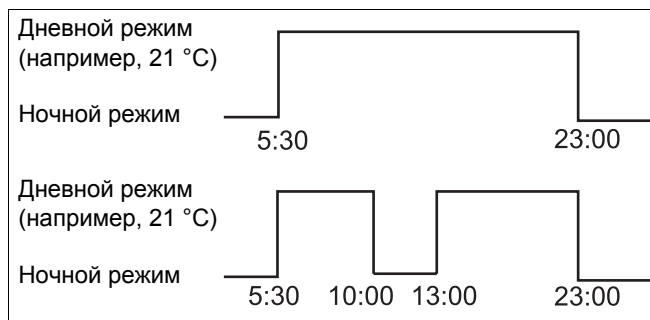 Дневной режим
(например, 21 °C)
Ночной режим
5:30 23:00
Дневной режим
(например, 21 °C)
Ночной режим
5:30 10:00 13:00 23:00